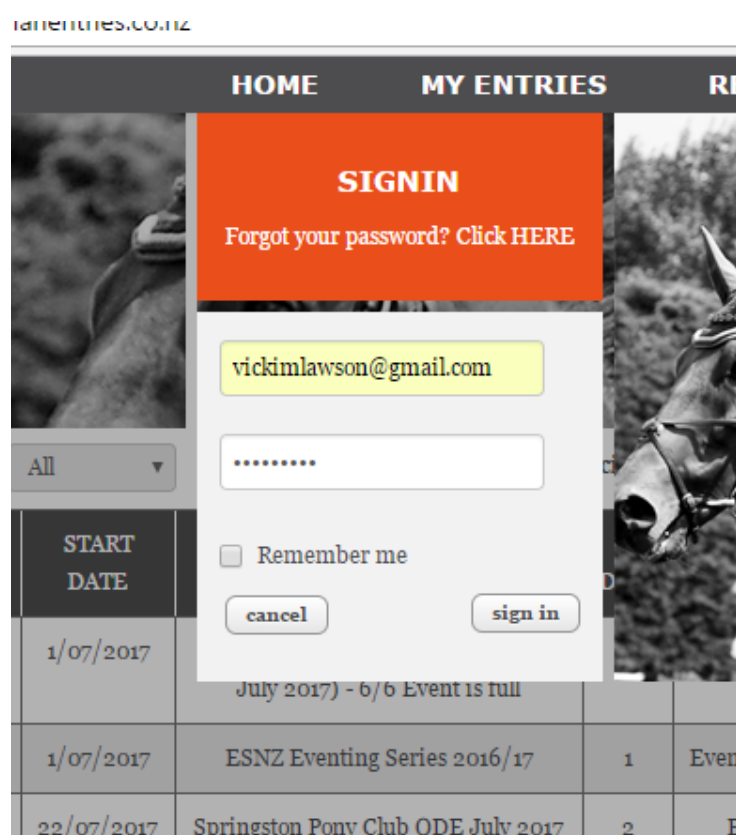 HOME MY ENTRIES
SIGNIN
Forgot your password? Click HERE
vickimlawson@gmail.com
•••••••••
All
Remember me
cancel sign in
START
DATE
1/07/2017
July 2017) - 6/6 Event is full
1/07/2017 ESNZ Eventing Series 2016/17 1
22/07/2017 Springston Pony Club ODE July 2017 2